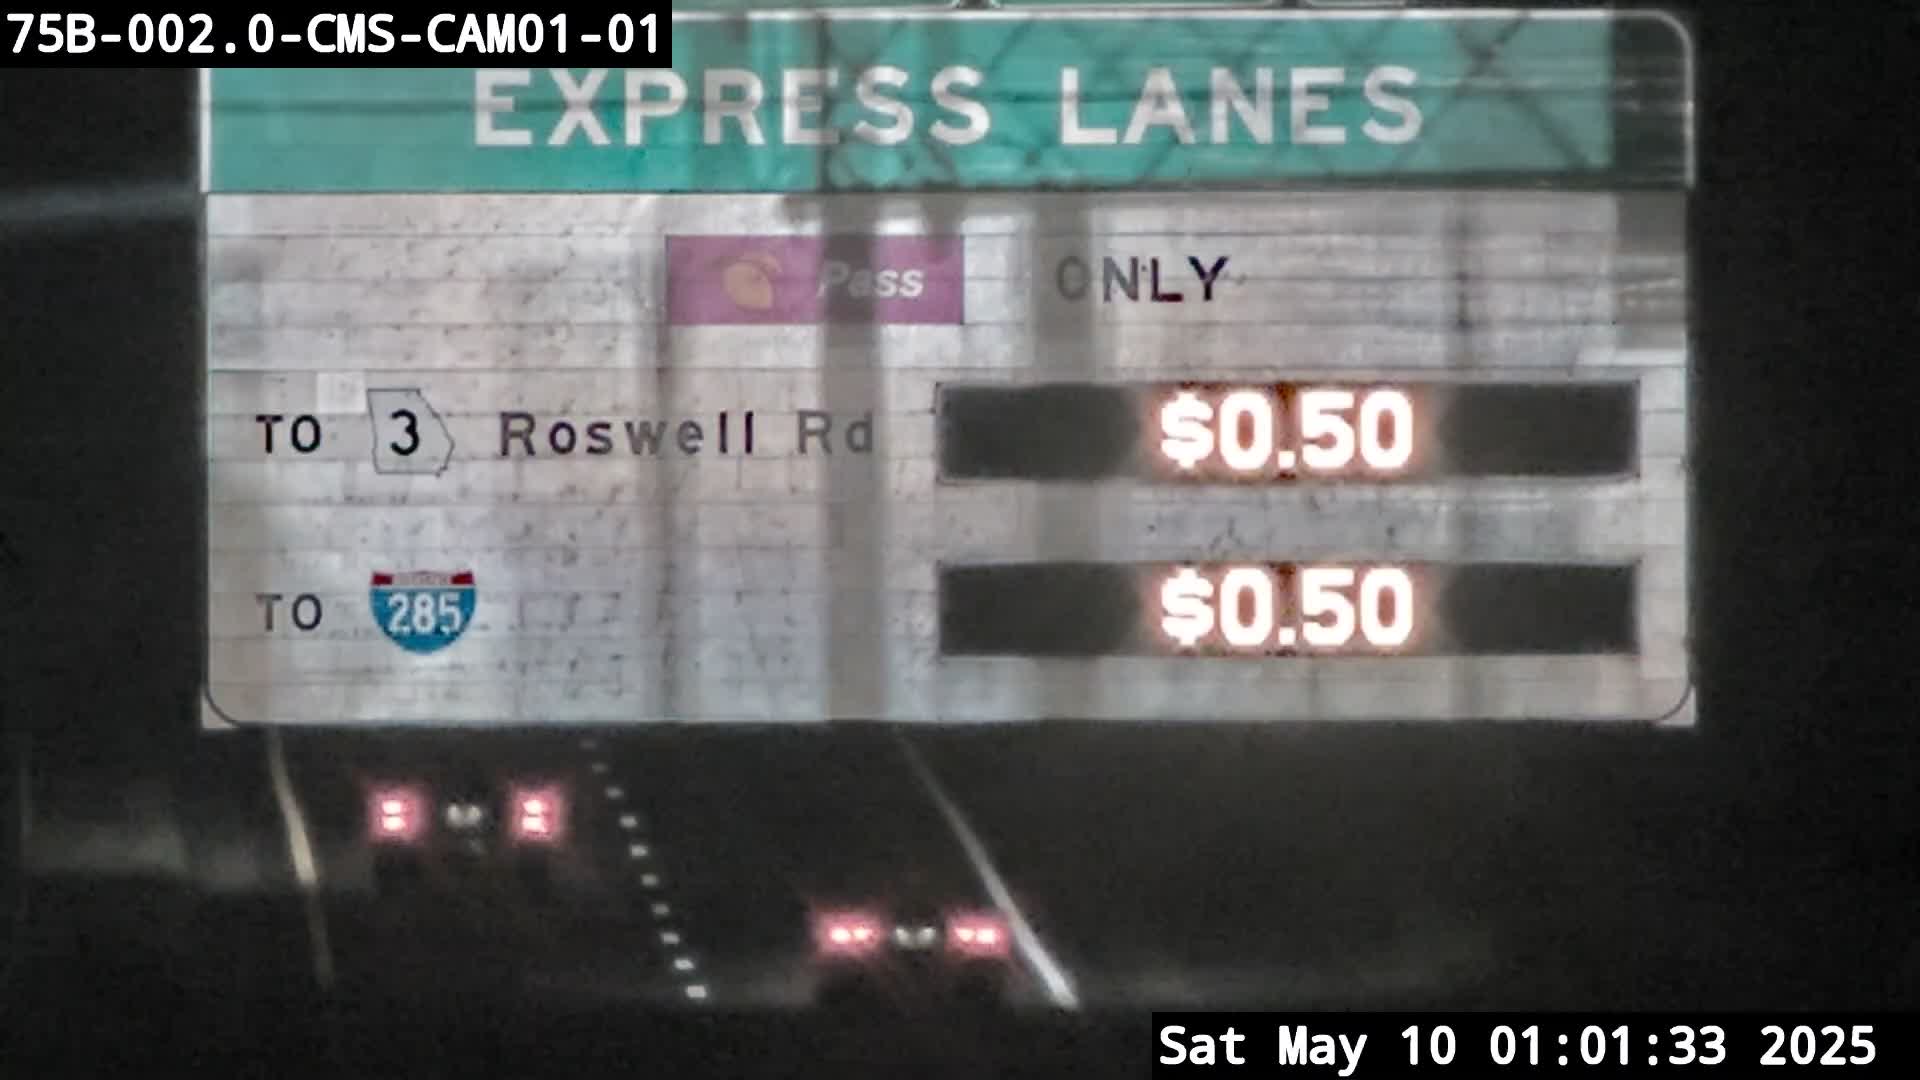 75B-002.0-CMS-CAM01-01
EXPRESS LANES
Pass ONLY
TO 3 Roswell Rd $0.50
TO 285 $0.50
Sat May 10 01:01:33 2025